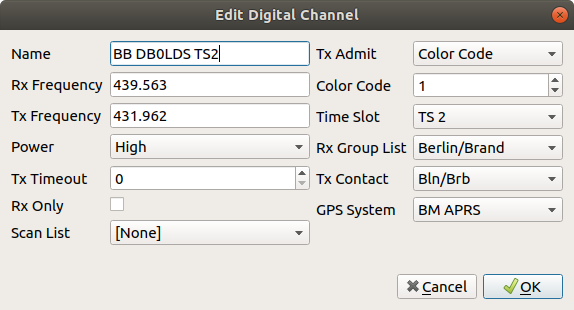 Edit Digital Channel
Name BB DB0LDS TS2 Tx Admit Color Code
Rx Frequency 439.563 Color Code 1
Tx Frequency 431.962 Time Slot TS 2
Power High Rx Group List Berlin/Brand
Tx Timeout 0 Tx Contact Bln/Brb
Rx Only GPS System BM APRS
Scan List [None]
Cancel OK